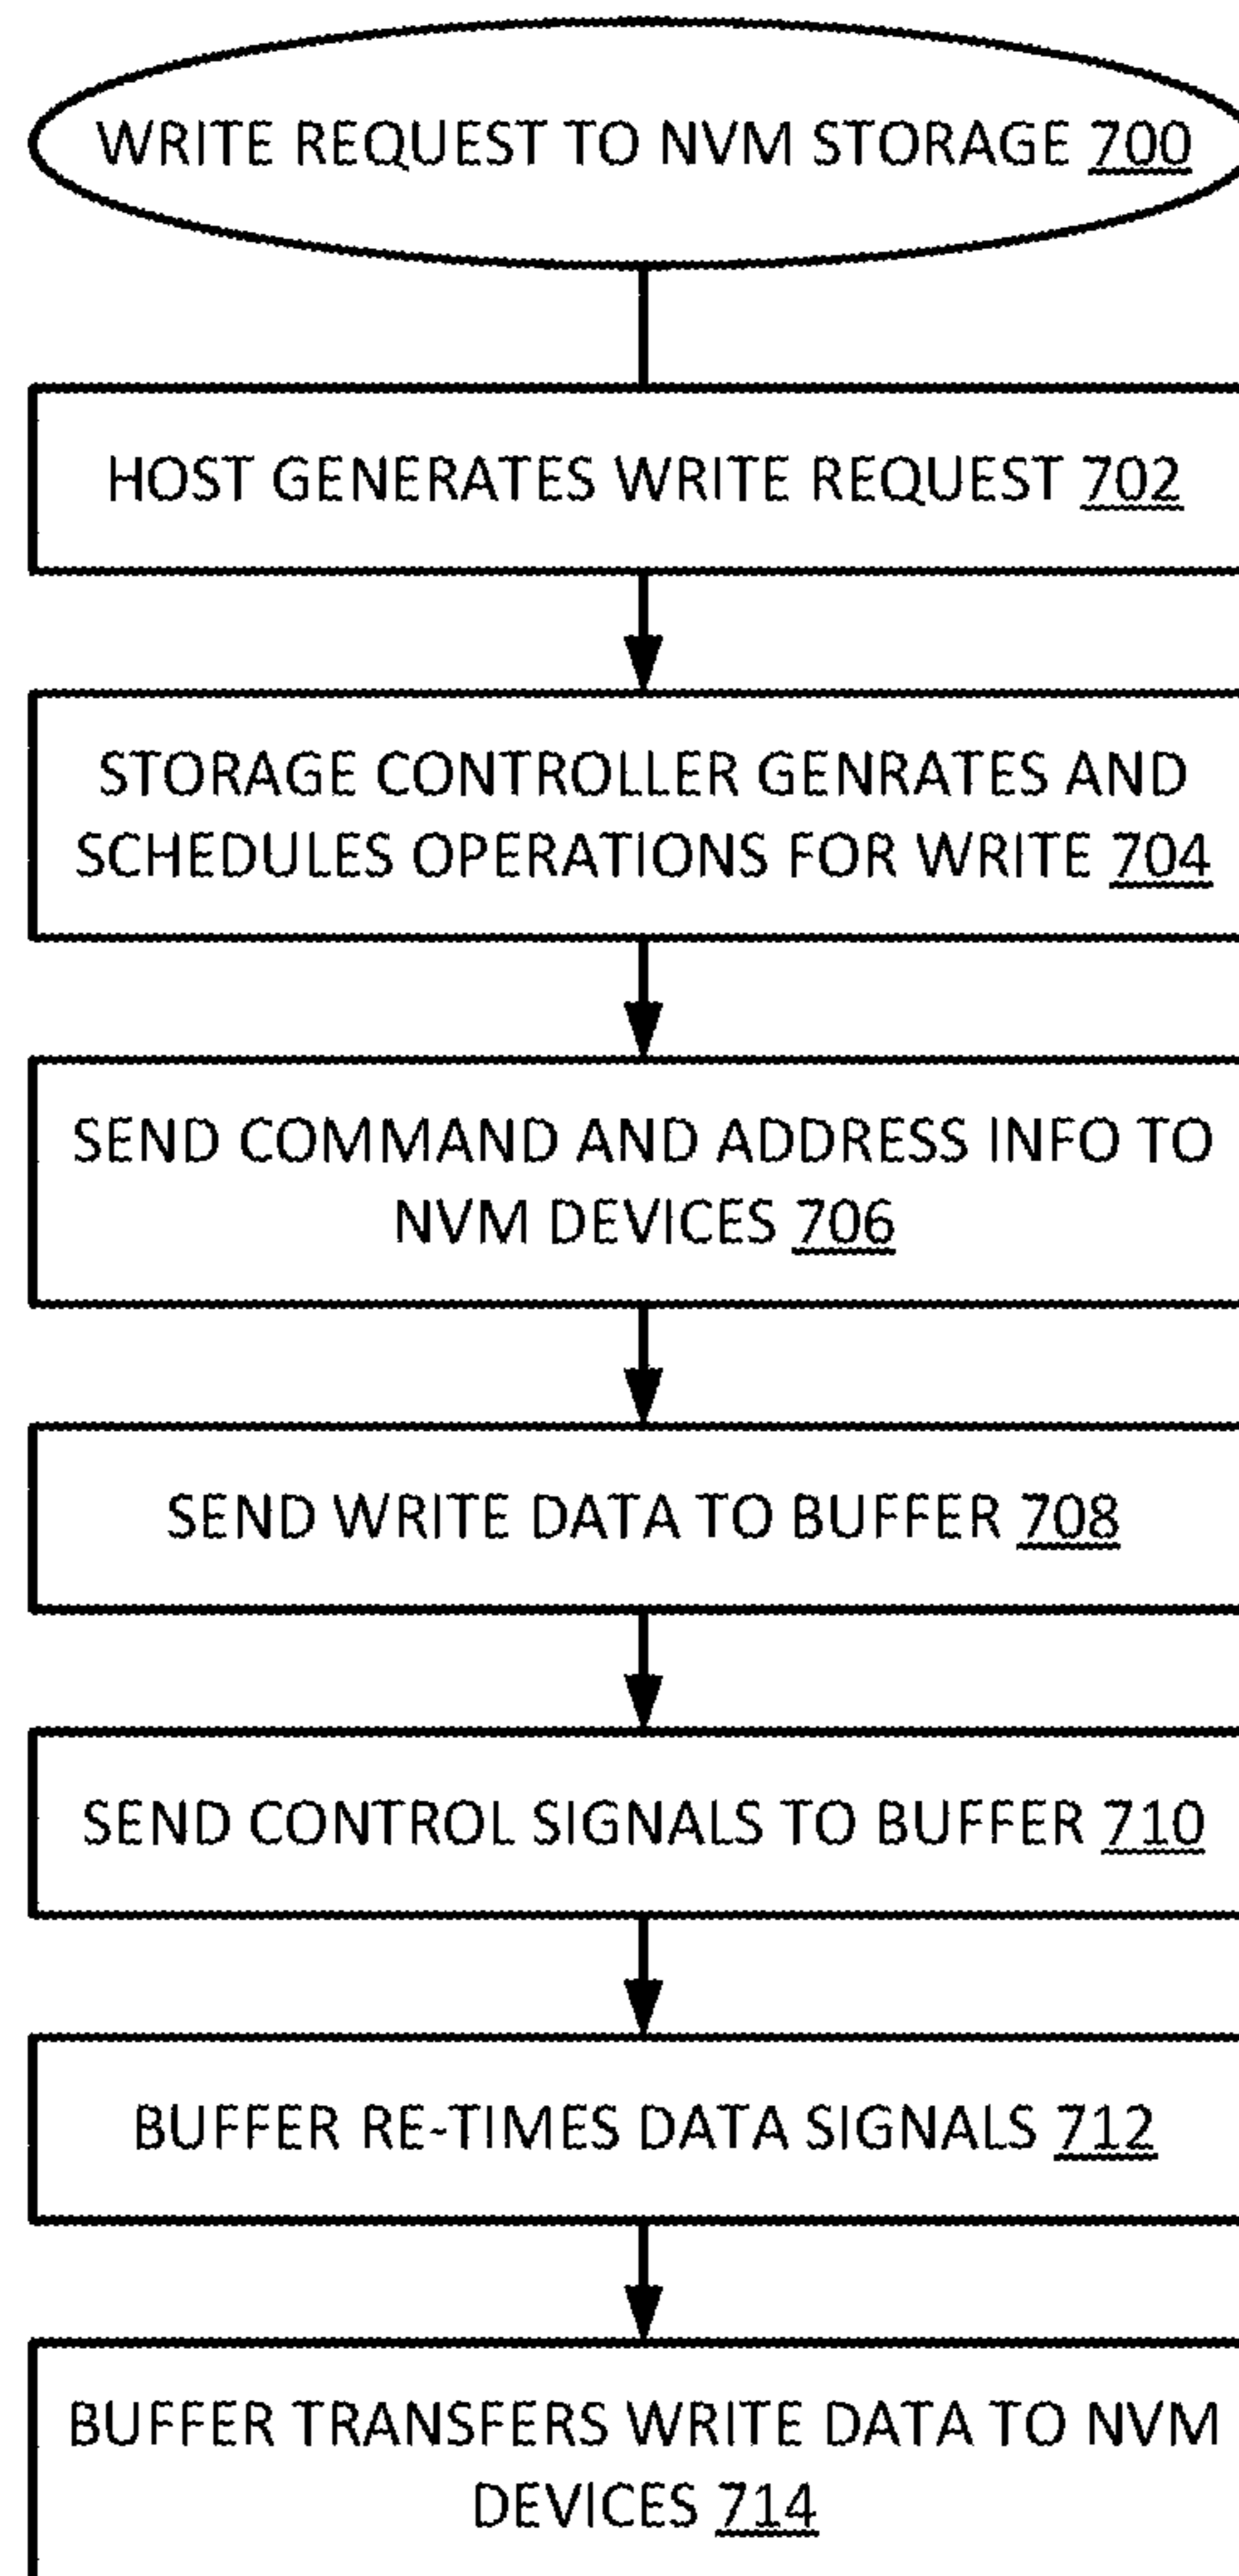 WRITE REQUEST TO NVM STORAGE 700
HOST GENERATES WRITE REQUEST 702
STORAGE CONTROLLER GENRATES AND
SCHEDULES OPERATIONS FOR WRITE 704
SEND COMMAND AND ADDRESS INFO TO
NVM DEVICES 706
SEND WRITE DATA TO BUFFER 708
SEND CONTROL SIGNALS TO BUFFER 710
BUFFER RE-TIMES DATA SIGNALS 712
BUFFER TRANSFERS WRITE DATA TO NVM
DEVICES 714